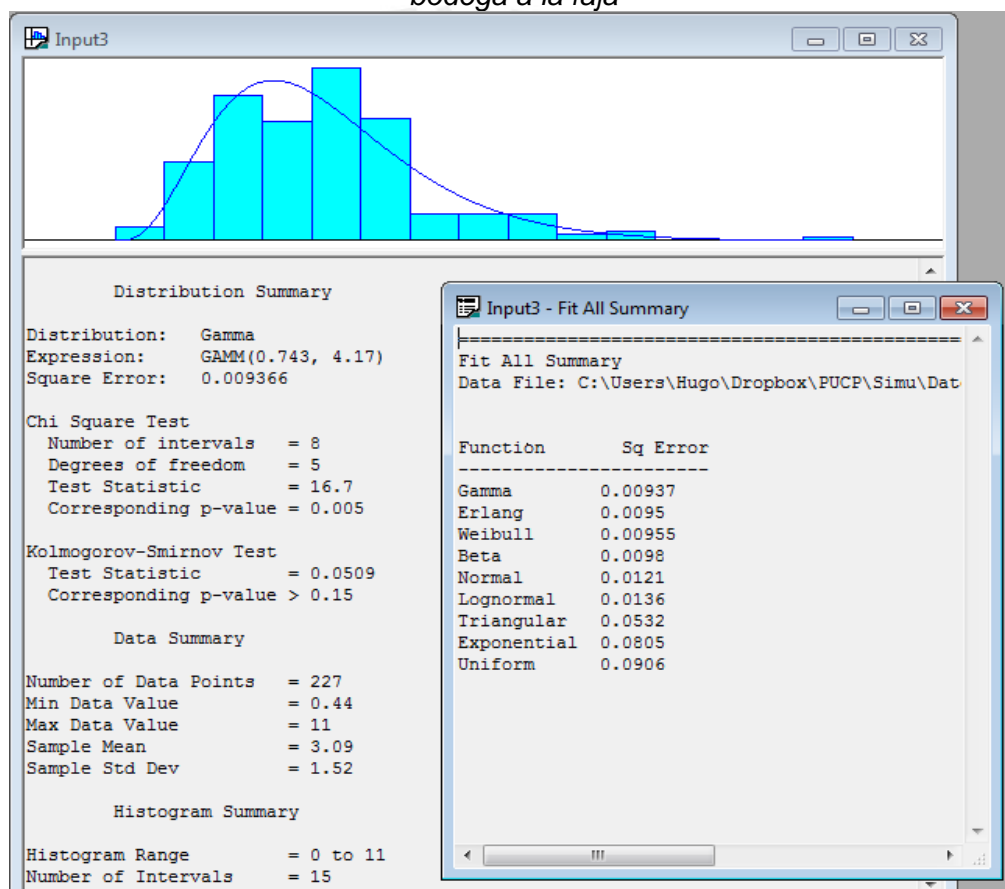 bodega a la faja
Input3
Distribution Summary
Distribution: Gamma
Expression: GAMM(0.743, 4.17)
Square Error: 0.009366
Chi Square Test
Number of intervals = 8
Degrees of freedom = 5
Test Statistic = 16.7
Corresponding p-value = 0.005
Kolmogorov-Smirnov Test
Test Statistic = 0.0509
Corresponding p-value > 0.15
Data Summary
Number of Data Points = 227
Min Data Value = 0.44
Max Data Value = 11
Sample Mean = 3.09
Sample Std Dev = 1.52
Histogram Summary
Histogram Range = 0 to 11
Number of Intervals = 15
Input3 - Fit All Summary
Fit All Summary
Data File: C:\Users\Hugo\Dropbox\PUCP\Simu\Dat
Function Sq Error
Gamma 0.00937
Erlang 0.0095
Weibull 0.00955
Beta 0.0098
Normal 0.0121
Lognormal 0.0136
Triangular 0.0532
Exponential 0.0805
Uniform 0.0906